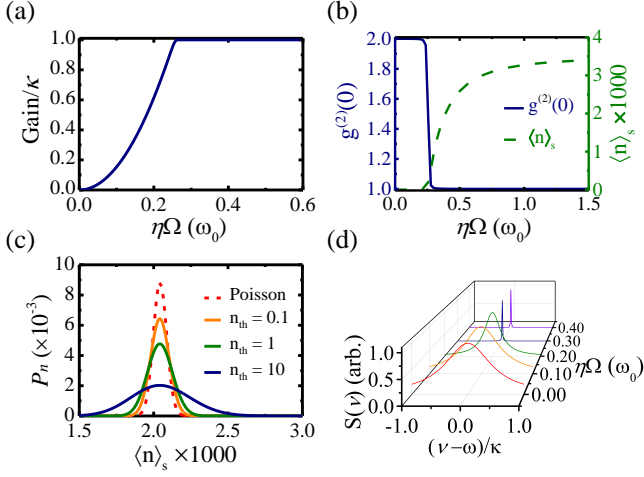 (a)
1.0
0.8
0.6
0.4
0.2
0.0
Gain/κ
0.0 0.2 0.4 0.6
ηΩ (ω₀)
(b)
2.0
1.8
1.6
1.4
1.2
1.0
g⁽²⁾(0)
4
3
2
1
0
⟨n⟩ₛ ×1000
g⁽²⁾(0)
⟨n⟩ₛ
0.0 0.5 1.0 1.5
ηΩ (ω₀)
(c)
10
8
6
4
2
0
Pₙ (×10⁻³)
Poisson
nₜₕ = 0.1
nₜₕ = 1
nₜₕ = 10
1.5 2.0 2.5 3.0
⟨n⟩ₛ ×1000
(d)
1.0
0.5
0.0
S(ν) (arb.)
-1.0 0.0 1.0
(ν−ω)/κ
0.40
0.30
0.20
0.10
0.00
ηΩ (ω₀)